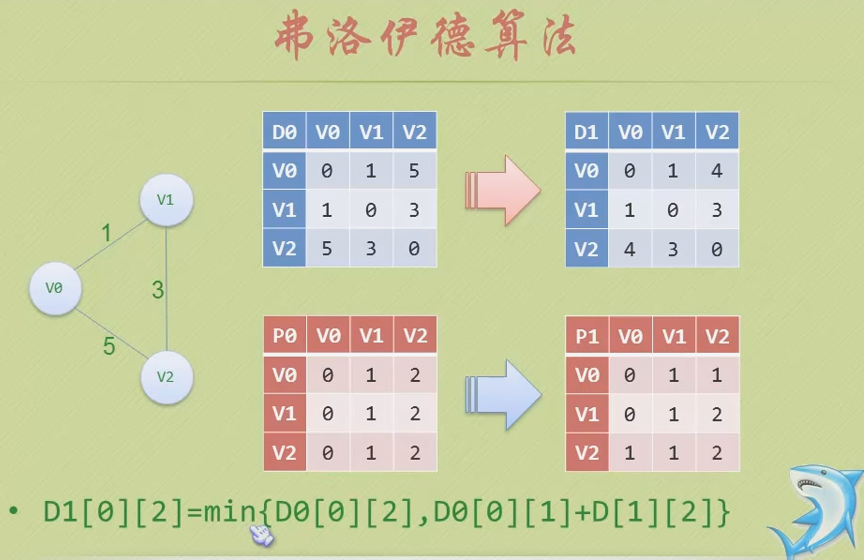 弗洛伊德算法
D0 V0 V1 V2
V0 0 1 5
V1 1 0 3
V2 5 3 0
D1 V0 V1 V2
V0 0 1 4
V1 1 0 3
V2 4 3 0
V1
1
V0
3
5
V2
P0 V0 V1 V2
V0 0 1 2
V1 0 1 2
V2 0 1 2
P1 V0 V1 V2
V0 0 1 1
V1 0 1 2
V2 1 1 2
• D1[0][2]=min{D0[0][2],D0[0][1]+D[1][2]}